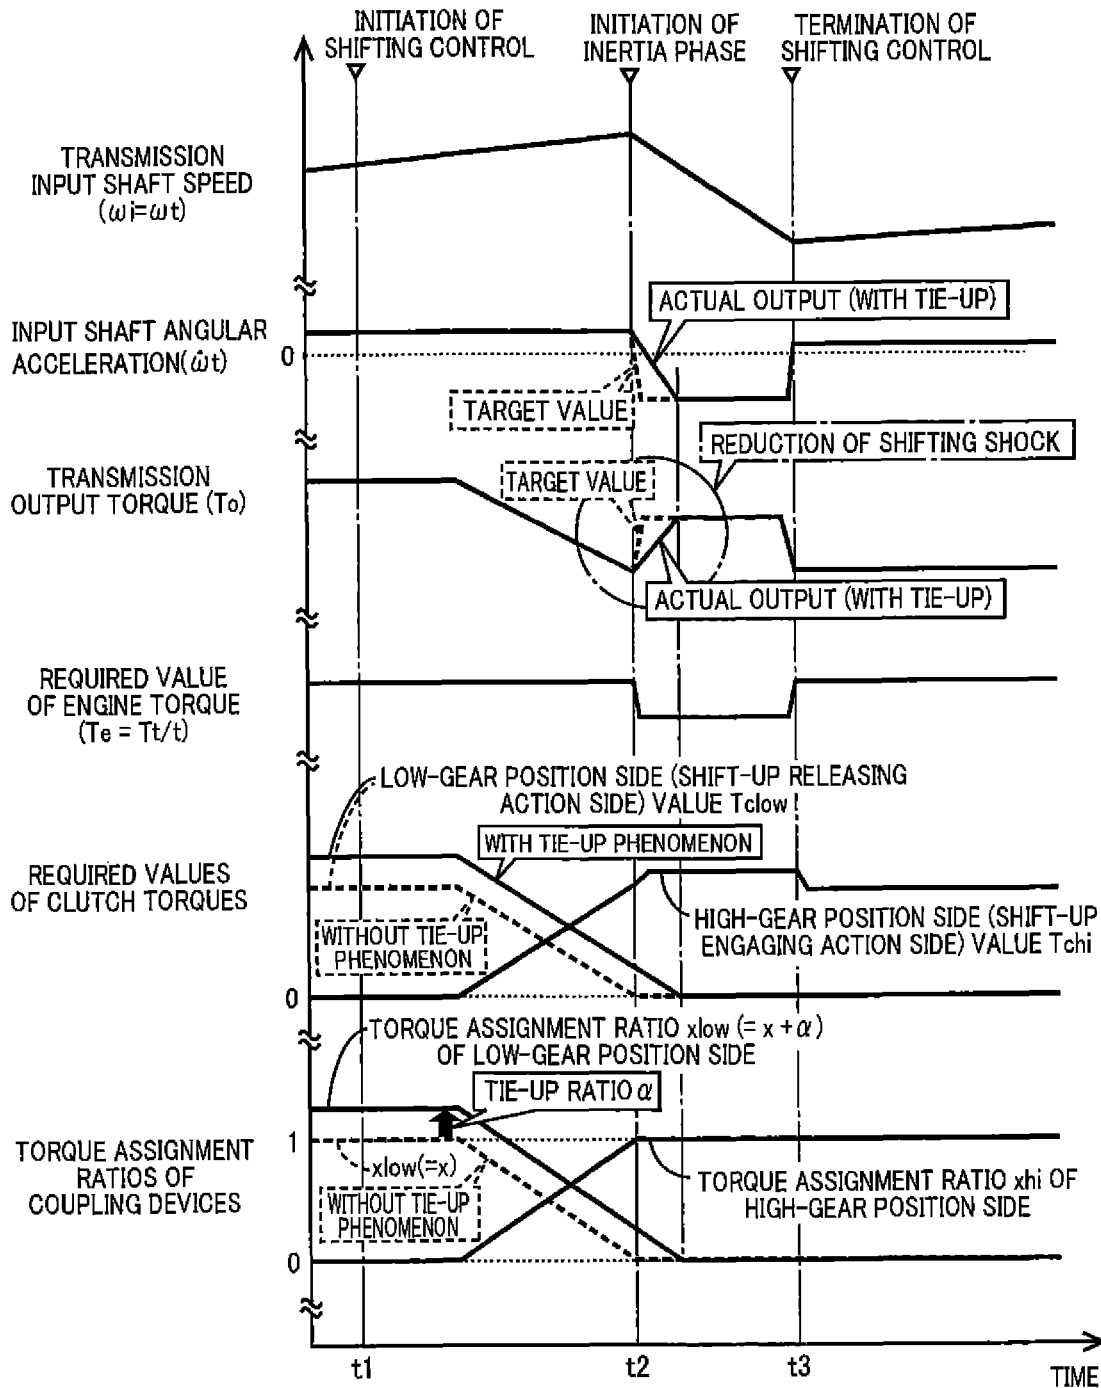 INITIATION OF
SHIFTING CONTROL
INITIATION OF
INERTIA PHASE
TERMINATION OF
SHIFTING CONTROL
TRANSMISSION
INPUT SHAFT SPEED
(ωi=ωt)
ACTUAL OUTPUT (WITH TIE-UP)
INPUT SHAFT ANGULAR
ACCELERATION(ω̇t)
0
TARGET VALUE
REDUCTION OF SHIFTING SHOCK
TRANSMISSION
OUTPUT TORQUE (To)
TARGET VALUE
ACTUAL OUTPUT (WITH TIE-UP)
REQUIRED VALUE
OF ENGINE TORQUE
(Te = Tt/t)
LOW-GEAR POSITION SIDE (SHIFT-UP RELEASING
ACTION SIDE) VALUE Tclow
WITH TIE-UP PHENOMENON
REQUIRED VALUES
OF CLUTCH TORQUES
WITHOUT TIE-UP
PHENOMENON
HIGH-GEAR POSITION SIDE (SHIFT-UP
ENGAGING ACTION SIDE) VALUE Tchi
0
TORQUE ASSIGNMENT RATIO xlow (= x + α)
OF LOW-GEAR POSITION SIDE
TIE-UP RATIO α
TORQUE ASSIGNMENT
RATIOS OF
COUPLING DEVICES
1
xlow(=x)
WITHOUT TIE-UP
PHENOMENON
TORQUE ASSIGNMENT RATIO xhi OF
HIGH-GEAR POSITION SIDE
0
t1
t2
t3
TIME